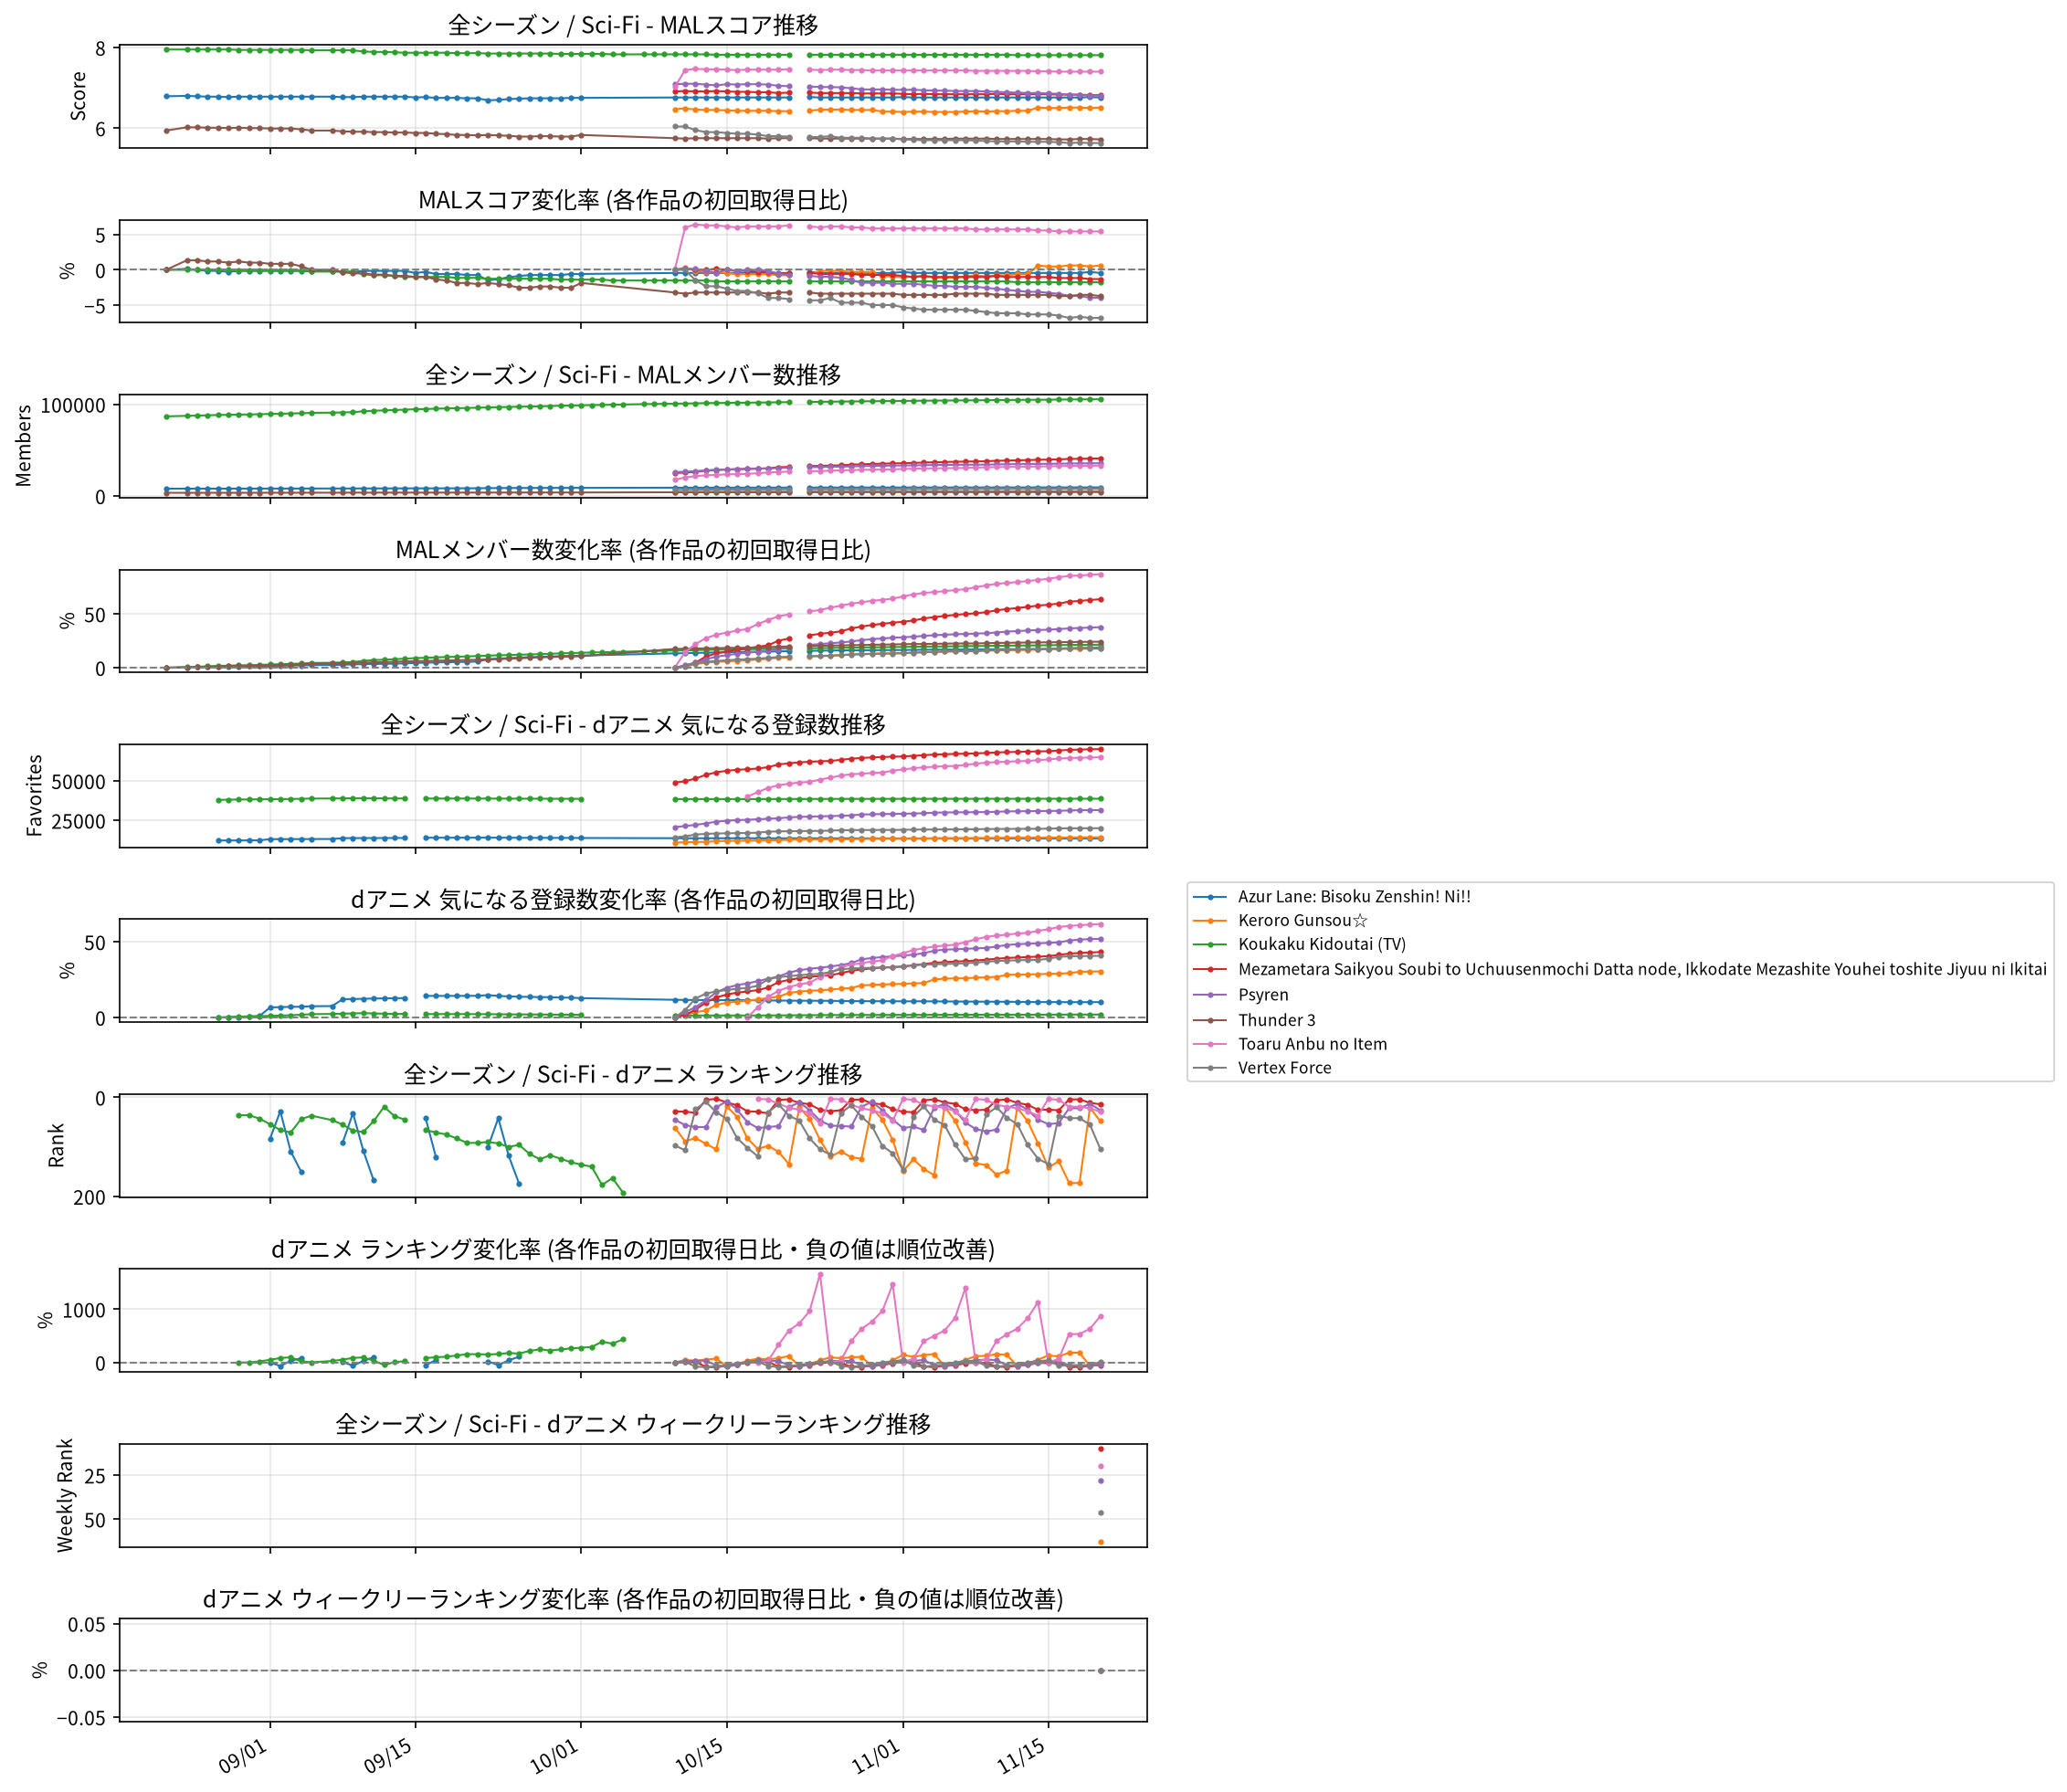 全シーズン / Sci-Fi - MALスコア推移
8
6
Score
MALスコア変化率 (各作品の初回取得日比)
5
0
−5
%
全シーズン / Sci-Fi - MALメンバー数推移
100000
0
Members
MALメンバー数変化率 (各作品の初回取得日比)
50
0
%
全シーズン / Sci-Fi - dアニメ 気になる登録数推移
50000
25000
Favorites
dアニメ 気になる登録数変化率 (各作品の初回取得日比)
50
0
%
Azur Lane: Bisoku Zenshin! Ni!!
Keroro Gunsou☆
Koukaku Kidoutai (TV)
Mezametara Saikyou Soubi to Uchuusenmochi Datta node, Ikkodate Mezashite Youhei toshite Jiyuu ni Ikitai
Psyren
Thunder 3
Toaru Anbu no Item
Vertex Force
全シーズン / Sci-Fi - dアニメ ランキング推移
0
200
Rank
dアニメ ランキング変化率 (各作品の初回取得日比・負の値は順位改善)
1000
0
%
全シーズン / Sci-Fi - dアニメ ウィークリーランキング推移
25
50
Weekly Rank
dアニメ ウィークリーランキング変化率 (各作品の初回取得日比・負の値は順位改善)
0.05
0.00
−0.05
%
09/01
09/15
10/01
10/15
11/01
11/15